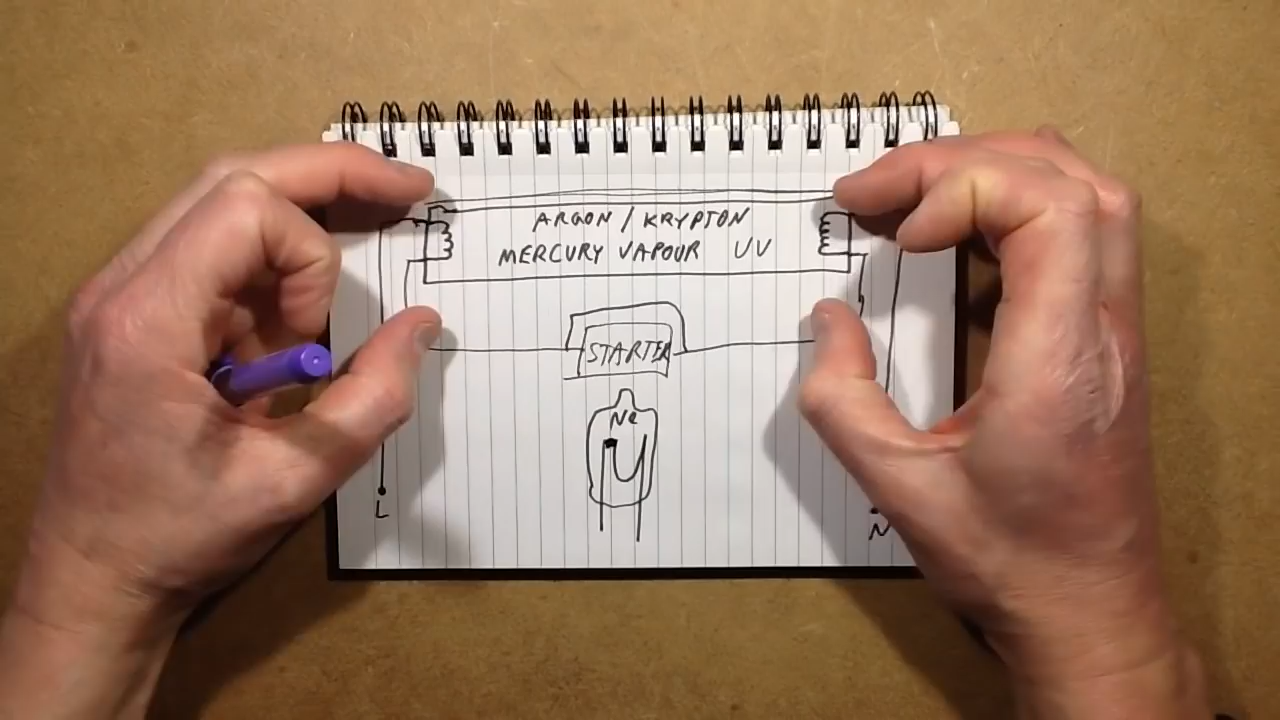 ARGON / KRYPTON
MERCURY VAPOUR UV
STARTER
Ne
L
N